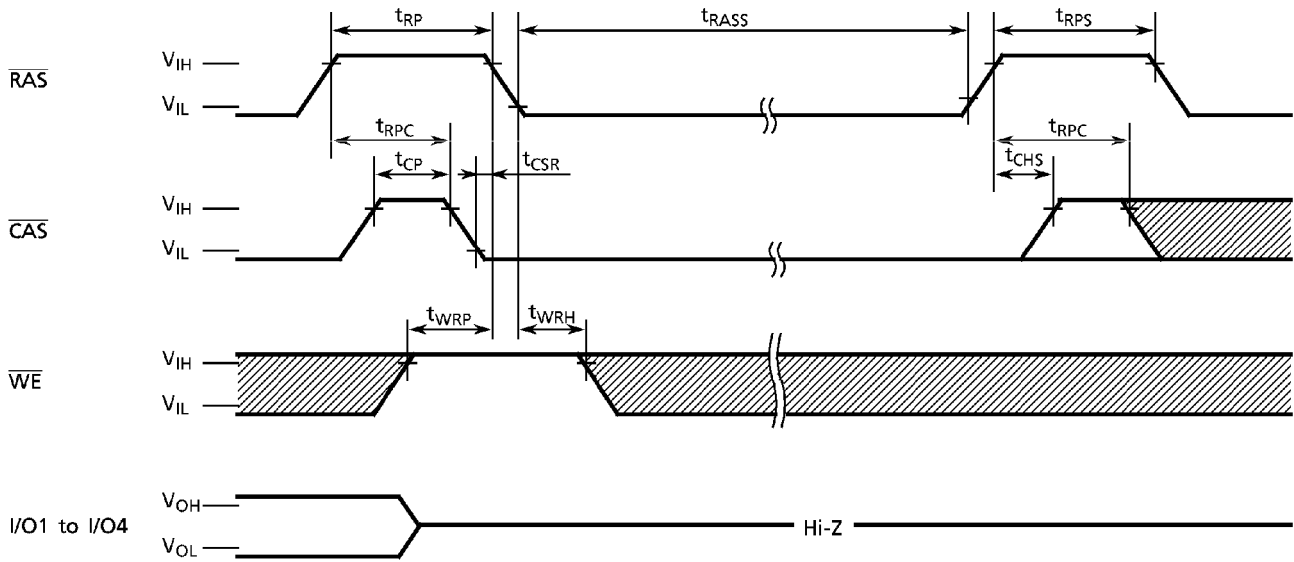 tRP tRASS tRPS
RAS VIH
VIL
tRPC tRPC
tCP tCSR tCHS
CAS VIH
VIL
tWRP tWRH
WE VIH
VIL
I/O1 to I/O4 VOH
VOL
Hi-Z